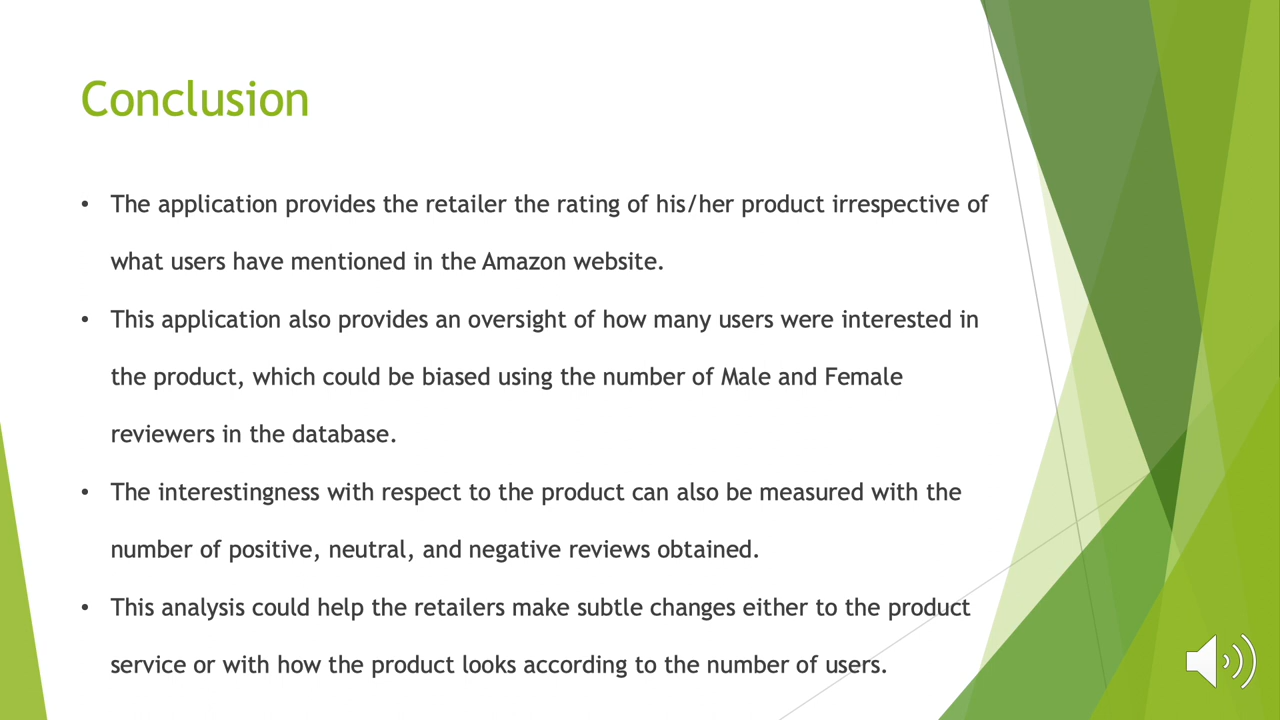 Conclusion
• The application provides the retailer the rating of his/her product irrespective of
what users have mentioned in the Amazon website.
• This application also provides an oversight of how many users were interested in
the product, which could be biased using the number of Male and Female
reviewers in the database.
• The interestingness with respect to the product can also be measured with the
number of positive, neutral, and negative reviews obtained.
• This analysis could help the retailers make subtle changes either to the product
service or with how the product looks according to the number of users.